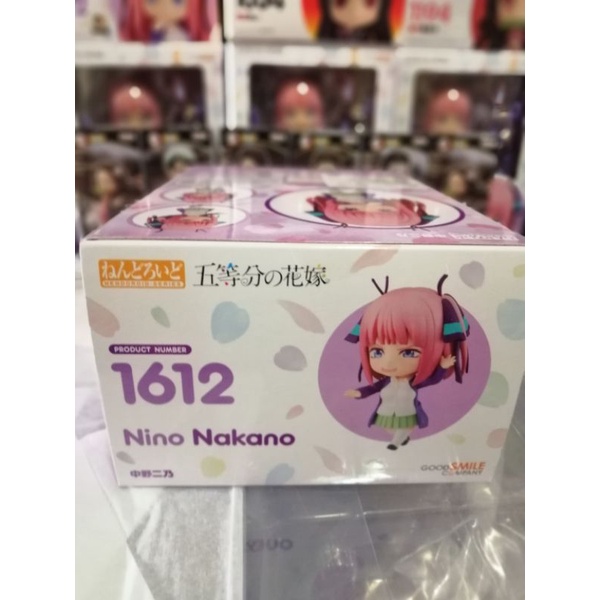 ねんどろいど
NENDOROID SERIES
五等分の花嫁
PRODUCT NUMBER
1612
Nino Nakano
中野二乃
GOOD SMILE
COMPANY